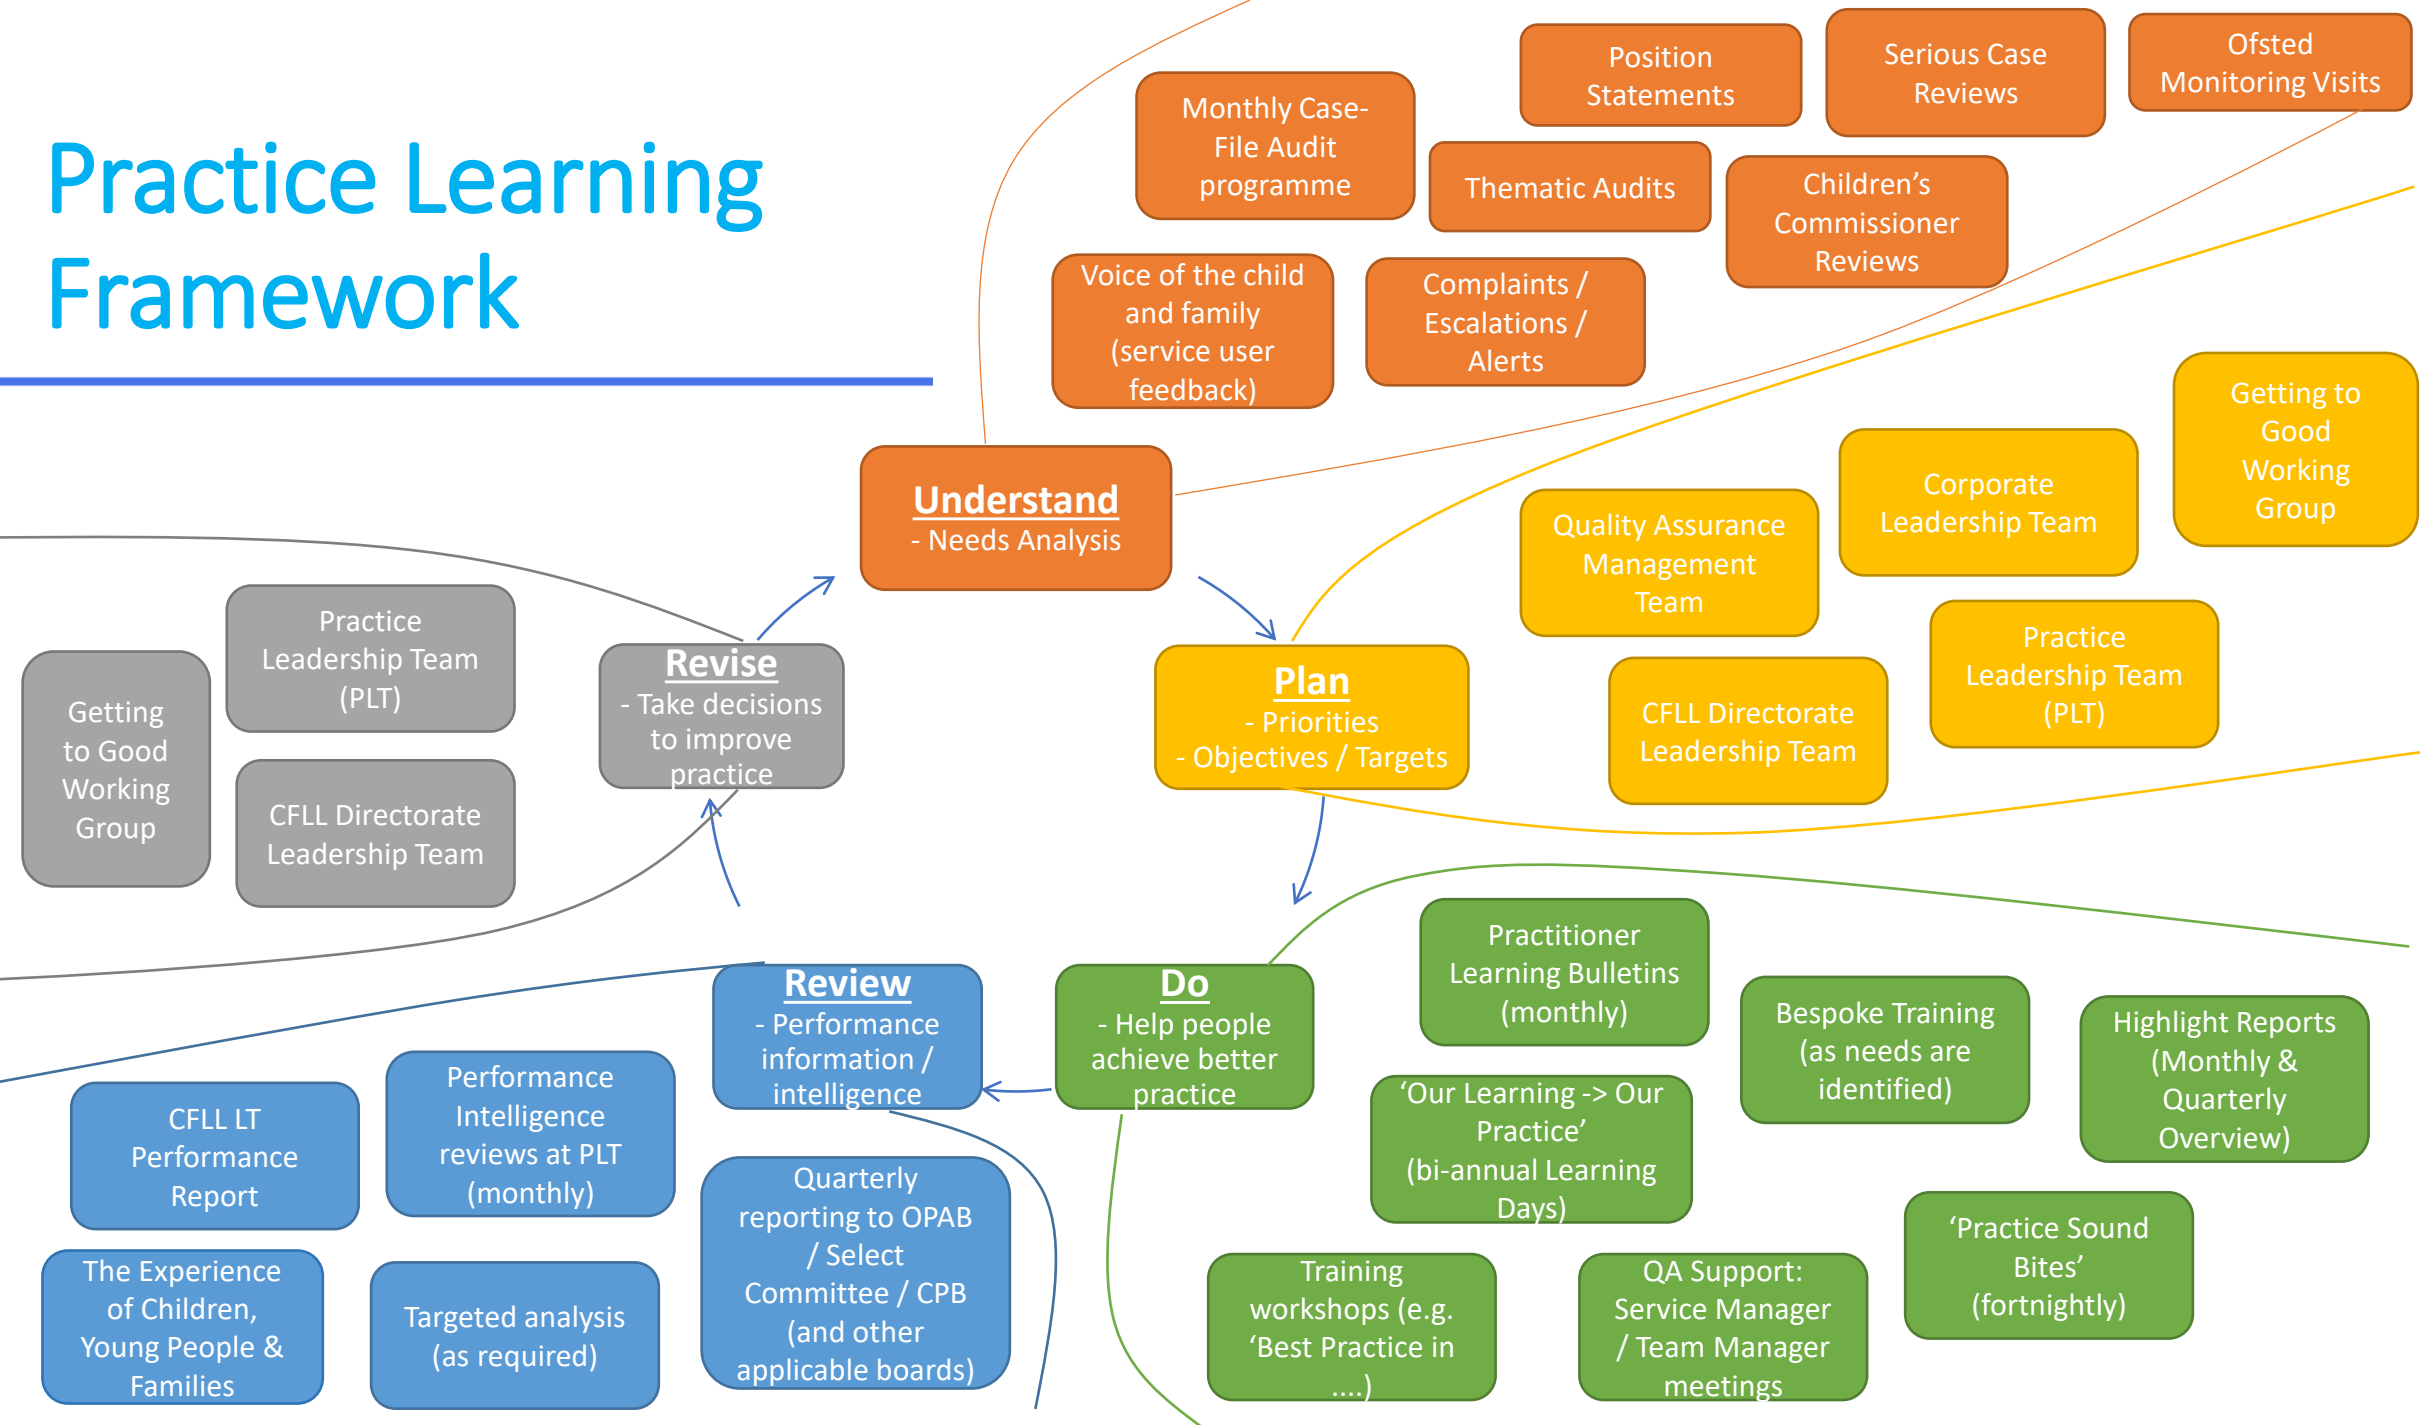 Practice Learning
Framework
Monthly Case-
File Audit
programme
Position
Statements
Serious Case
Reviews
Ofsted
Monitoring Visits
Thematic Audits
Children’s
Commissioner
Reviews
Voice of the child
and family
(service user
feedback)
Complaints /
Escalations /
Alerts
Understand
- Needs Analysis
Plan
- Priorities
- Objectives / Targets
Quality Assurance
Management
Team
Corporate
Leadership Team
Getting to
Good
Working
Group
CFLL Directorate
Leadership Team
Practice
Leadership Team
(PLT)
Do
- Help people
achieve better
practice
Practitioner
Learning Bulletins
(monthly)
Bespoke Training
(as needs are
identified)
Highlight Reports
(Monthly &
Quarterly
Overview)
‘Our Learning -> Our
Practice’
(bi-annual Learning
Days)
‘Practice Sound
Bites’
(fortnightly)
Training
workshops (e.g.
‘Best Practice in
....)
QA Support:
Service Manager
/ Team Manager
meetings
Review
- Performance
information /
intelligence
CFLL LT
Performance
Report
Performance
Intelligence
reviews at PLT
(monthly)
Quarterly
reporting to OPAB
/ Select
Committee / CPB
(and other
applicable boards)
The Experience
of Children,
Young People &
Families
Targeted analysis
(as required)
Revise
- Take decisions
to improve
practice
Practice
Leadership Team
(PLT)
Getting
to Good
Working
Group
CFLL Directorate
Leadership Team